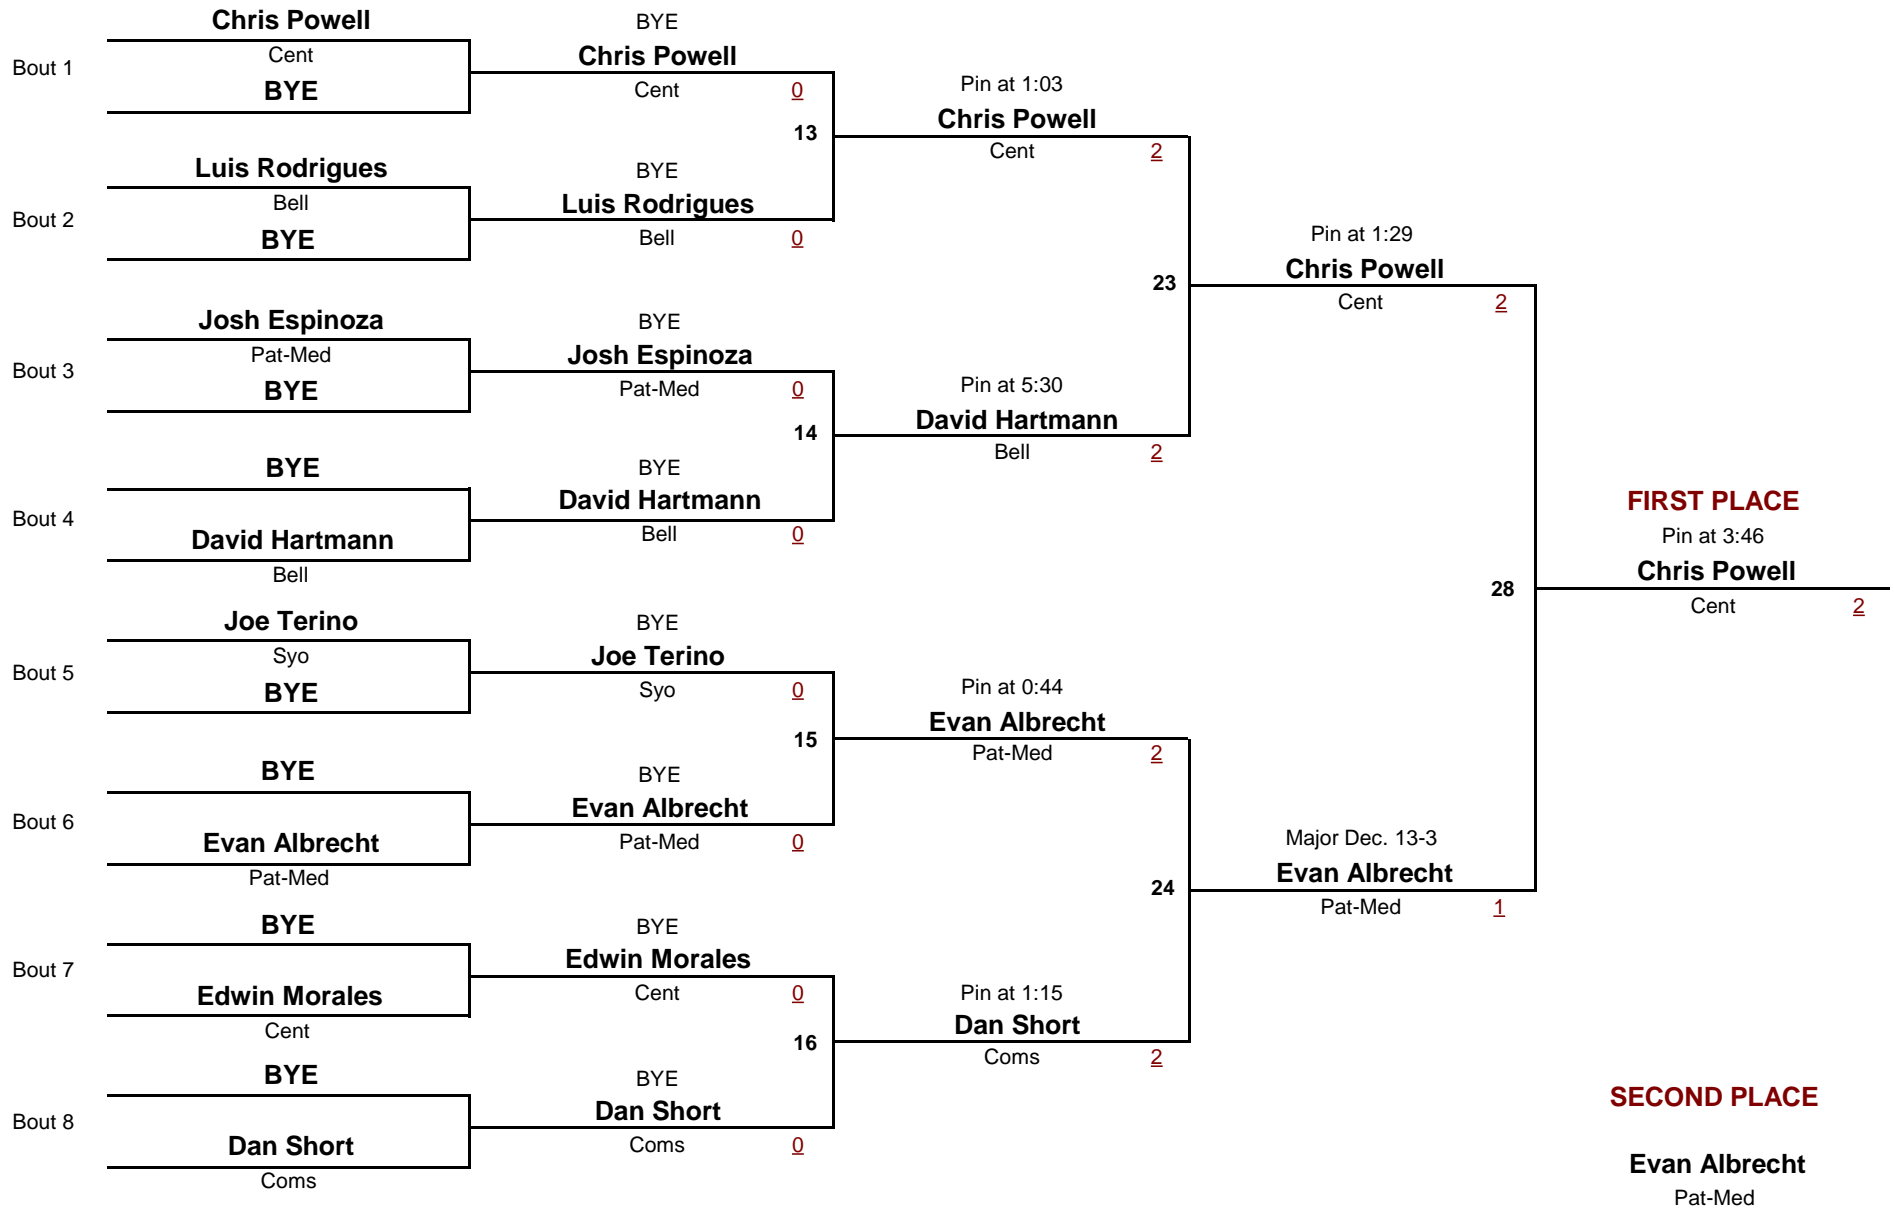 Chris Powell
Bout 1
Cent
BYE
Luis Rodrigues
Bout 2
Bell
BYE
Josh Espinoza
Bout 3
Pat-Med
BYE
BYE
Bout 4
David Hartmann
Bell
Joe Terino
Bout 5
Syo
BYE
BYE
Bout 6
Evan Albrecht
Pat-Med
BYE
Bout 7
Edwin Morales
Cent
BYE
Bout 8
Dan Short
Coms
BYE
Chris Powell
Cent 0
13
BYE
Luis Rodrigues
Bell 0
BYE
Josh Espinoza
Pat-Med 0
14
BYE
David Hartmann
Bell 0
BYE
Joe Terino
Syo 0
15
BYE
Evan Albrecht
Pat-Med 0
BYE
Edwin Morales
Cent 0
16
BYE
Dan Short
Coms 0
Pin at 1:03
Chris Powell
Cent 2
23
Pin at 5:30
David Hartmann
Bell 2
Pin at 0:44
Evan Albrecht
Pat-Med 2
24
Pin at 1:15
Dan Short
Coms 2
Pin at 1:29
Chris Powell
Cent 2
28
Major Dec. 13-3
Evan Albrecht
Pat-Med 1
FIRST PLACE
Pin at 3:46
Chris Powell
Cent 2
SECOND PLACE
Evan Albrecht
Pat-Med